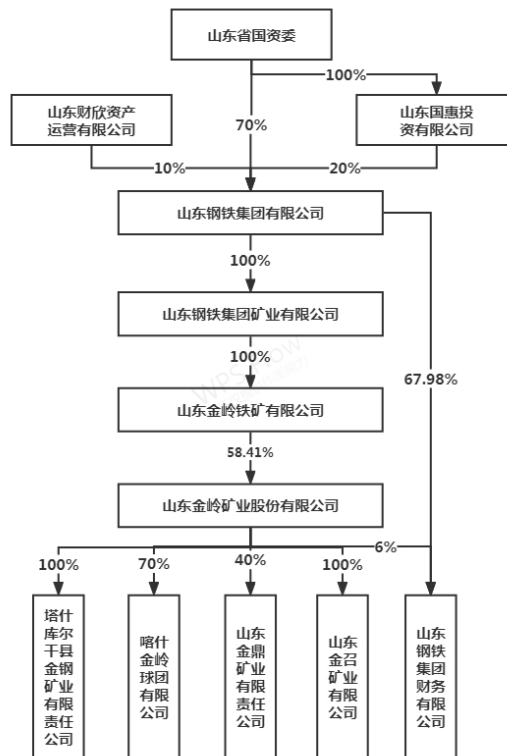 山东省国资委
100%
山东财欣资产
运营有限公司
山东国惠投
资有限公司
70%
10%
20%
山东钢铁集团有限公司
100%
山东钢铁集团矿业有限公司
100%
67.98%
山东金岭铁矿有限公司
58.41%
山东金岭矿业股份有限公司
6%
100%
70%
40%
100%
塔什
库尔
干县
金钢
矿业
有限
责任
公司
喀什
金岭
球团
有限
公司
山东
金鼎
矿业
有限
责任
公司
山东
金召
矿业
有限
公司
山东
钢铁
集团
财务
有限
公司